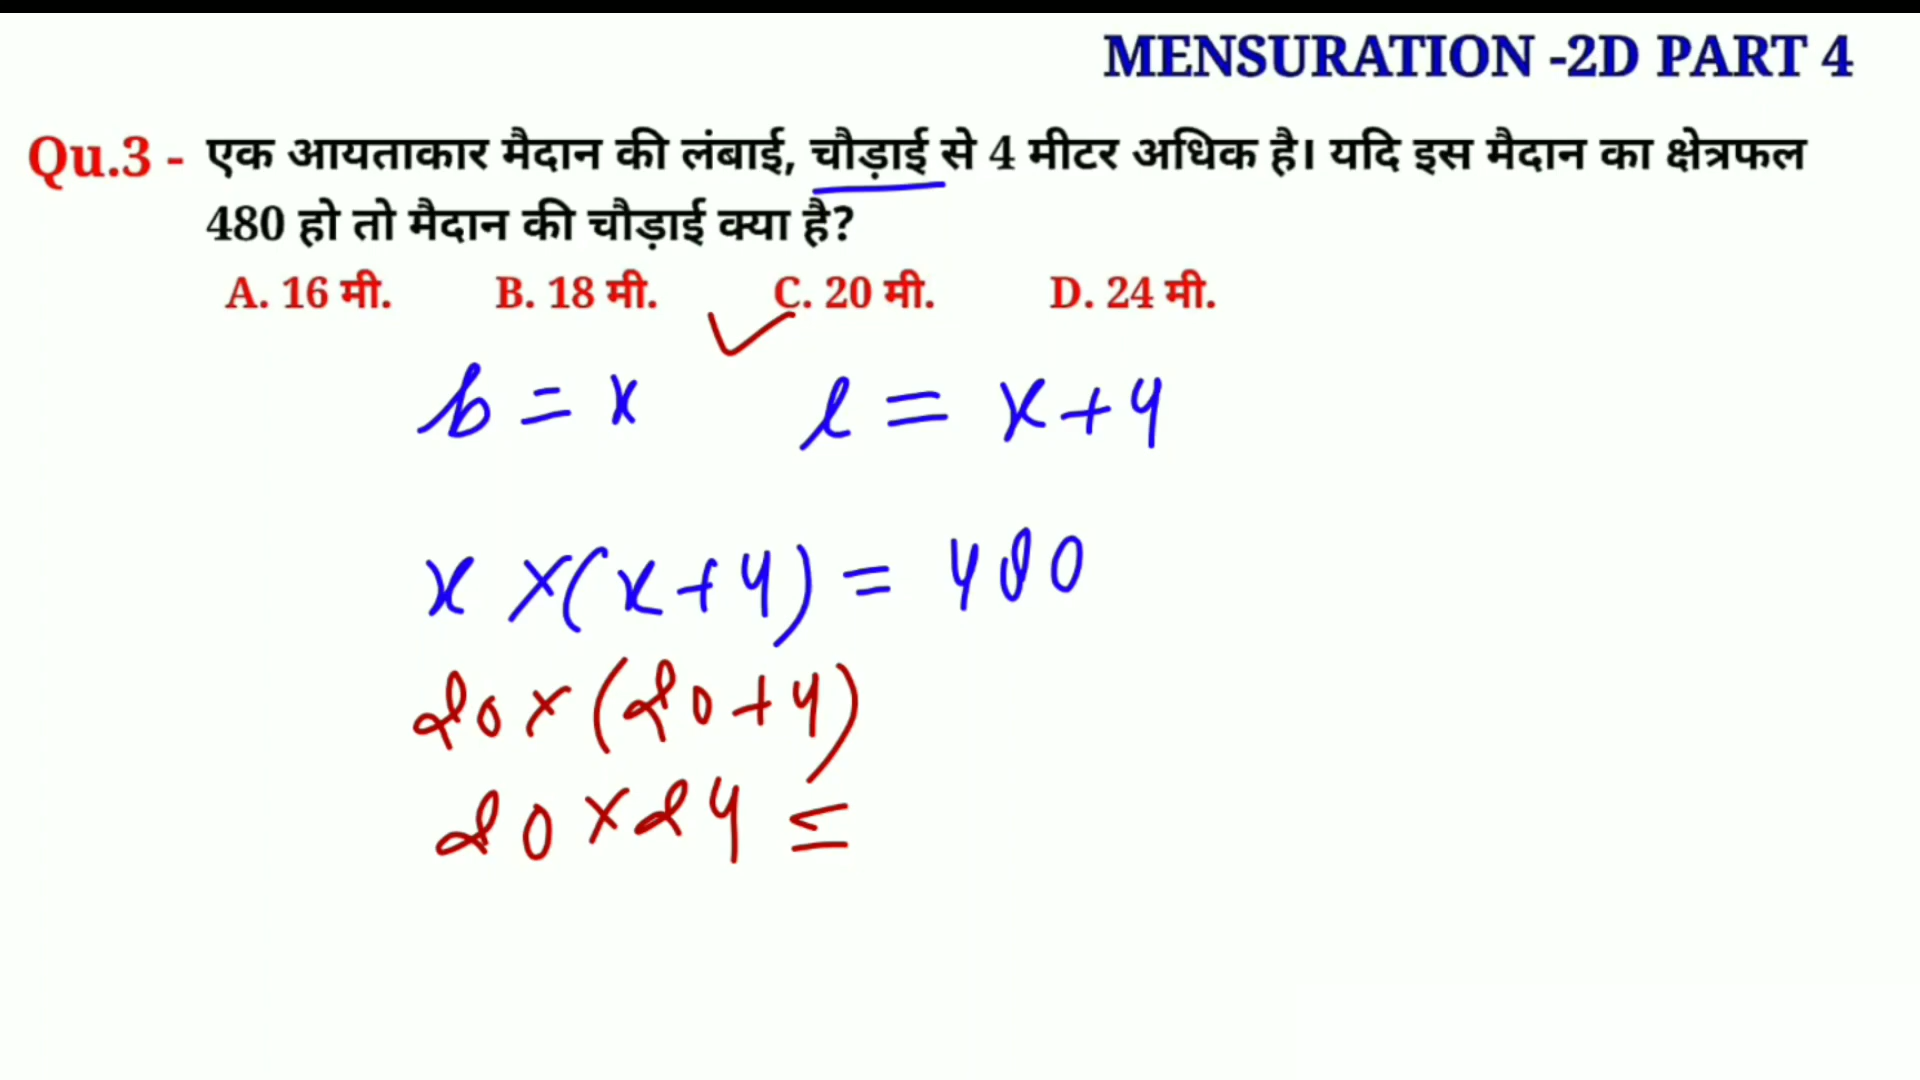 MENSURATION -2D PART 4
Qu.3 - एक आयताकार मैदान की लंबाई, चौड़ाई से 4 मीटर अधिक है। यदि इस मैदान का क्षेत्रफल
480 हो तो मैदान की चौड़ाई क्या है?
A. 16 मी. B. 18 मी. C. 20 मी. D. 24 मी.
b = x l = x+4
x ×(x+4) = 480
20 × (20+4)
20 ×24 =